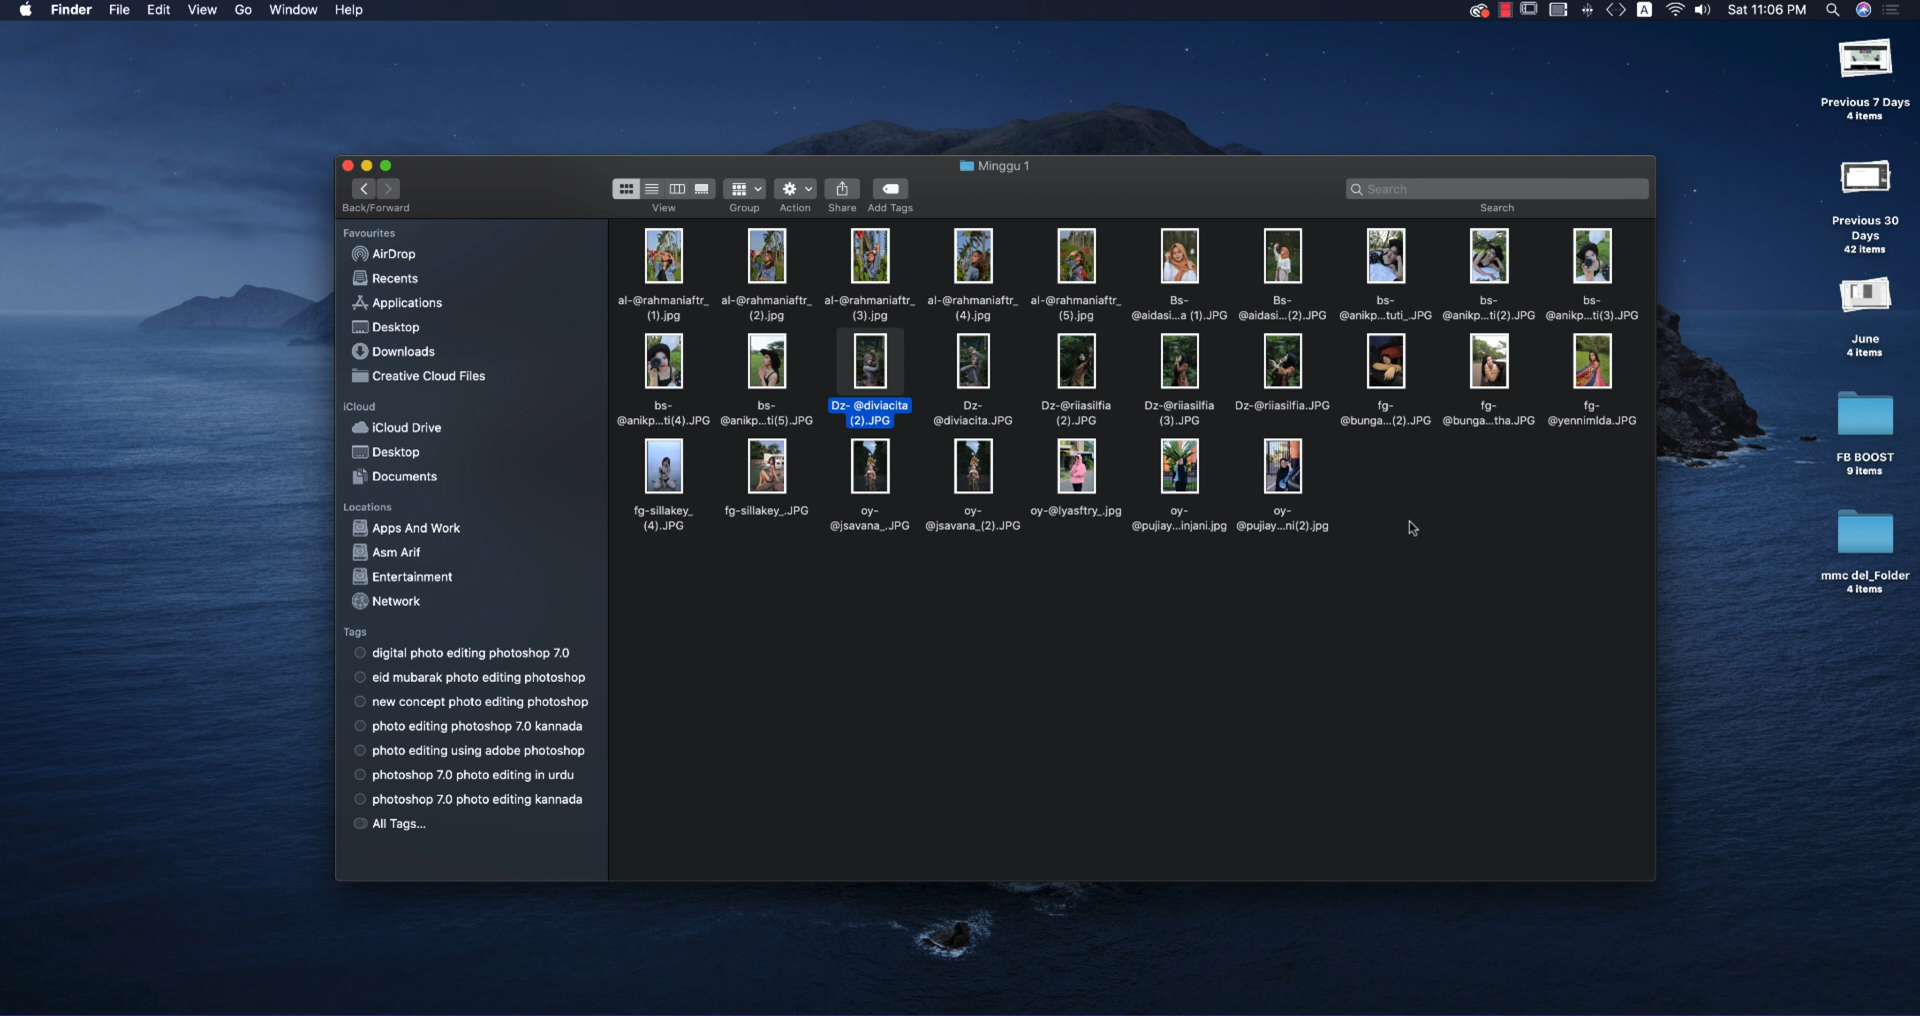 Finder File Edit View Go Window Help
A Sat 11:06 PM
Minggu 1
Back/Forward View Group Action Share Add Tags
Search
Search
Favourites
AirDrop
Recents
Applications
Desktop
Downloads
Creative Cloud Files
iCloud
iCloud Drive
Desktop
Documents
Locations
Apps And Work
Asm Arif
Entertainment
Network
Tags
digital photo editing photoshop 7.0
eid mubarak photo editing photoshop
new concept photo editing photoshop
photo editing photoshop 7.0 kannada
photo editing using adobe photoshop
photoshop 7.0 photo editing in urdu
photoshop 7.0 photo editing kannada
All Tags...
al-@rahmaniaftr_
(1).jpg
al-@rahmaniaftr_
(2).jpg
al-@rahmaniaftr_
(3).jpg
al-@rahmaniaftr_
(4).jpg
al-@rahmaniaftr_
(5).jpg
Bs-
@aidasi...a (1).JPG
Bs-
@aidasi...(2).JPG
bs-
@anikp...tuti_.JPG
bs-
@anikp...ti(2).JPG
bs-
@anikp...ti(3).JPG
bs-
@anikp...ti(4).JPG
bs-
@anikp...ti(5).JPG
Dz- @diviacita
(2).JPG
Dz-
@diviacita.JPG
Dz-@riiasilfia
(2).JPG
Dz-@riiasilfia
(3).JPG
Dz-@riiasilfia.JPG
fg-
@bunga...(2).JPG
fg-
@bunga...tha.JPG
fg-
@yennimlda.JPG
fg-sillakey_
(4).JPG
fg-sillakey_.JPG
oy-
@jsavana_.JPG
oy-
@jsavana_(2).JPG
oy-@lyasftry_.jpg
oy-
@pujiay...injani.jpg
oy-
@pujiay...ni(2).jpg
Previous 7 Days
4 items
Previous 30
Days
42 items
June
4 items
FB BOOST
9 items
mmc del_Folder
4 items